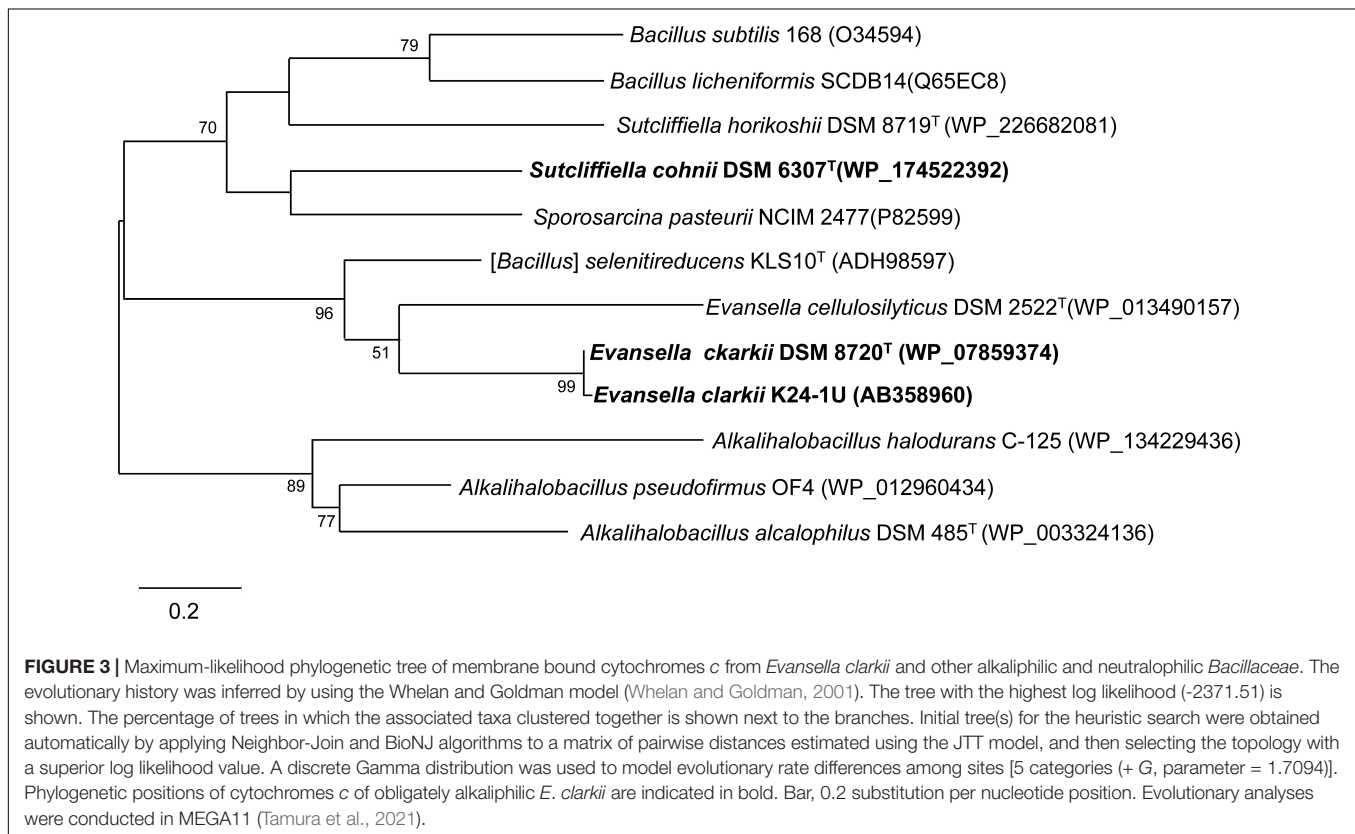 79
Bacillus subtilis 168 (O34594)
Bacillus licheniformis SCDB14(Q65EC8)
70
Sutcliffiella horikoshii DSM 8719ᵀ (WP_226682081)
Sutcliffiella cohnii DSM 6307ᵀ(WP_174522392)
Sporosarcina pasteurii NCIM 2477(P82599)
[Bacillus] selenitireducens KLS10ᵀ (ADH98597)
96
Evansella cellulosilyticus DSM 2522ᵀ(WP_013490157)
51
Evansella ckarkii DSM 8720ᵀ (WP_07859374)
99
Evansella clarkii K24-1U (AB358960)
Alkalihalobacillus halodurans C-125 (WP_134229436)
89
Alkalihalobacillus pseudofirmus OF4 (WP_012960434)
77
Alkalihalobacillus alcalophilus DSM 485ᵀ (WP_003324136)
0.2
FIGURE 3 | Maximum-likelihood phylogenetic tree of membrane bound cytochromes c from Evansella clarkii and other alkaliphilic and neutralophilic Bacillaceae. The
evolutionary history was inferred by using the Whelan and Goldman model (Whelan and Goldman, 2001). The tree with the highest log likelihood (-2371.51) is
shown. The percentage of trees in which the associated taxa clustered together is shown next to the branches. Initial tree(s) for the heuristic search were obtained
automatically by applying Neighbor-Join and BioNJ algorithms to a matrix of pairwise distances estimated using the JTT model, and then selecting the topology with
a superior log likelihood value. A discrete Gamma distribution was used to model evolutionary rate differences among sites [5 categories (+ G, parameter = 1.7094)].
Phylogenetic positions of cytochromes c of obligately alkaliphilic E. clarkii are indicated in bold. Bar, 0.2 substitution per nucleotide position. Evolutionary analyses
were conducted in MEGA11 (Tamura et al., 2021).